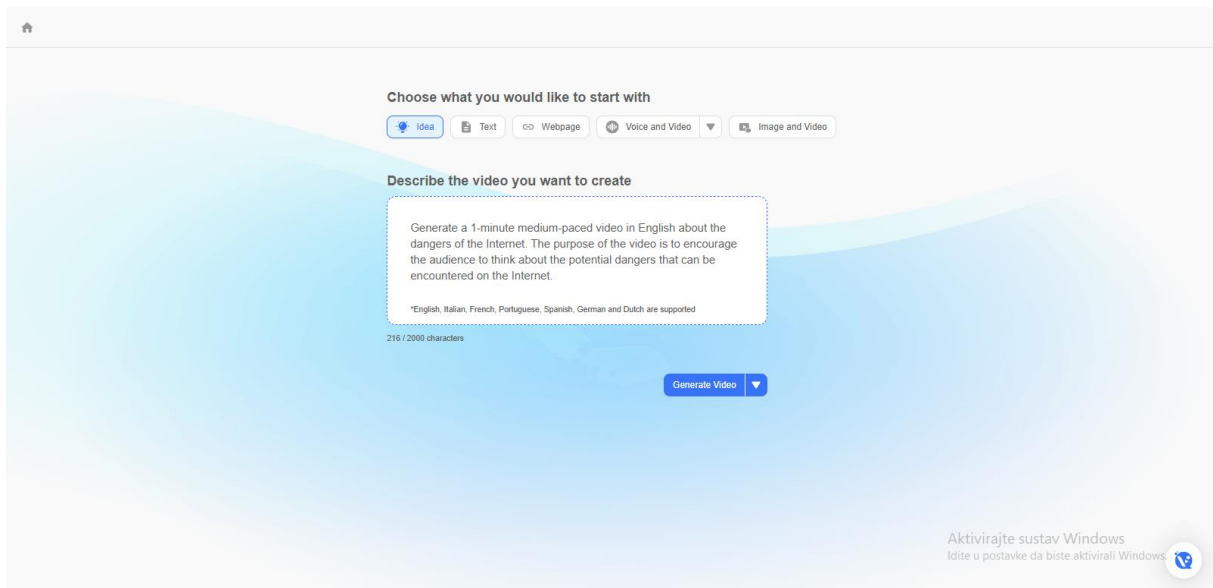 Choose what you would like to start with
Idea Text Webpage Voice and Video Image and Video
Describe the video you want to create
Generate a 1-minute medium-paced video in English about the
dangers of the Internet. The purpose of the video is to encourage
the audience to think about the potential dangers that can be
encountered on the Internet.
*English, Italian, French, Portuguese, Spanish, German and Dutch are supported
216 / 2000 characters
Generate Video
Aktivirajte sustav Windows
Idite u postavke da biste aktivirali Windows